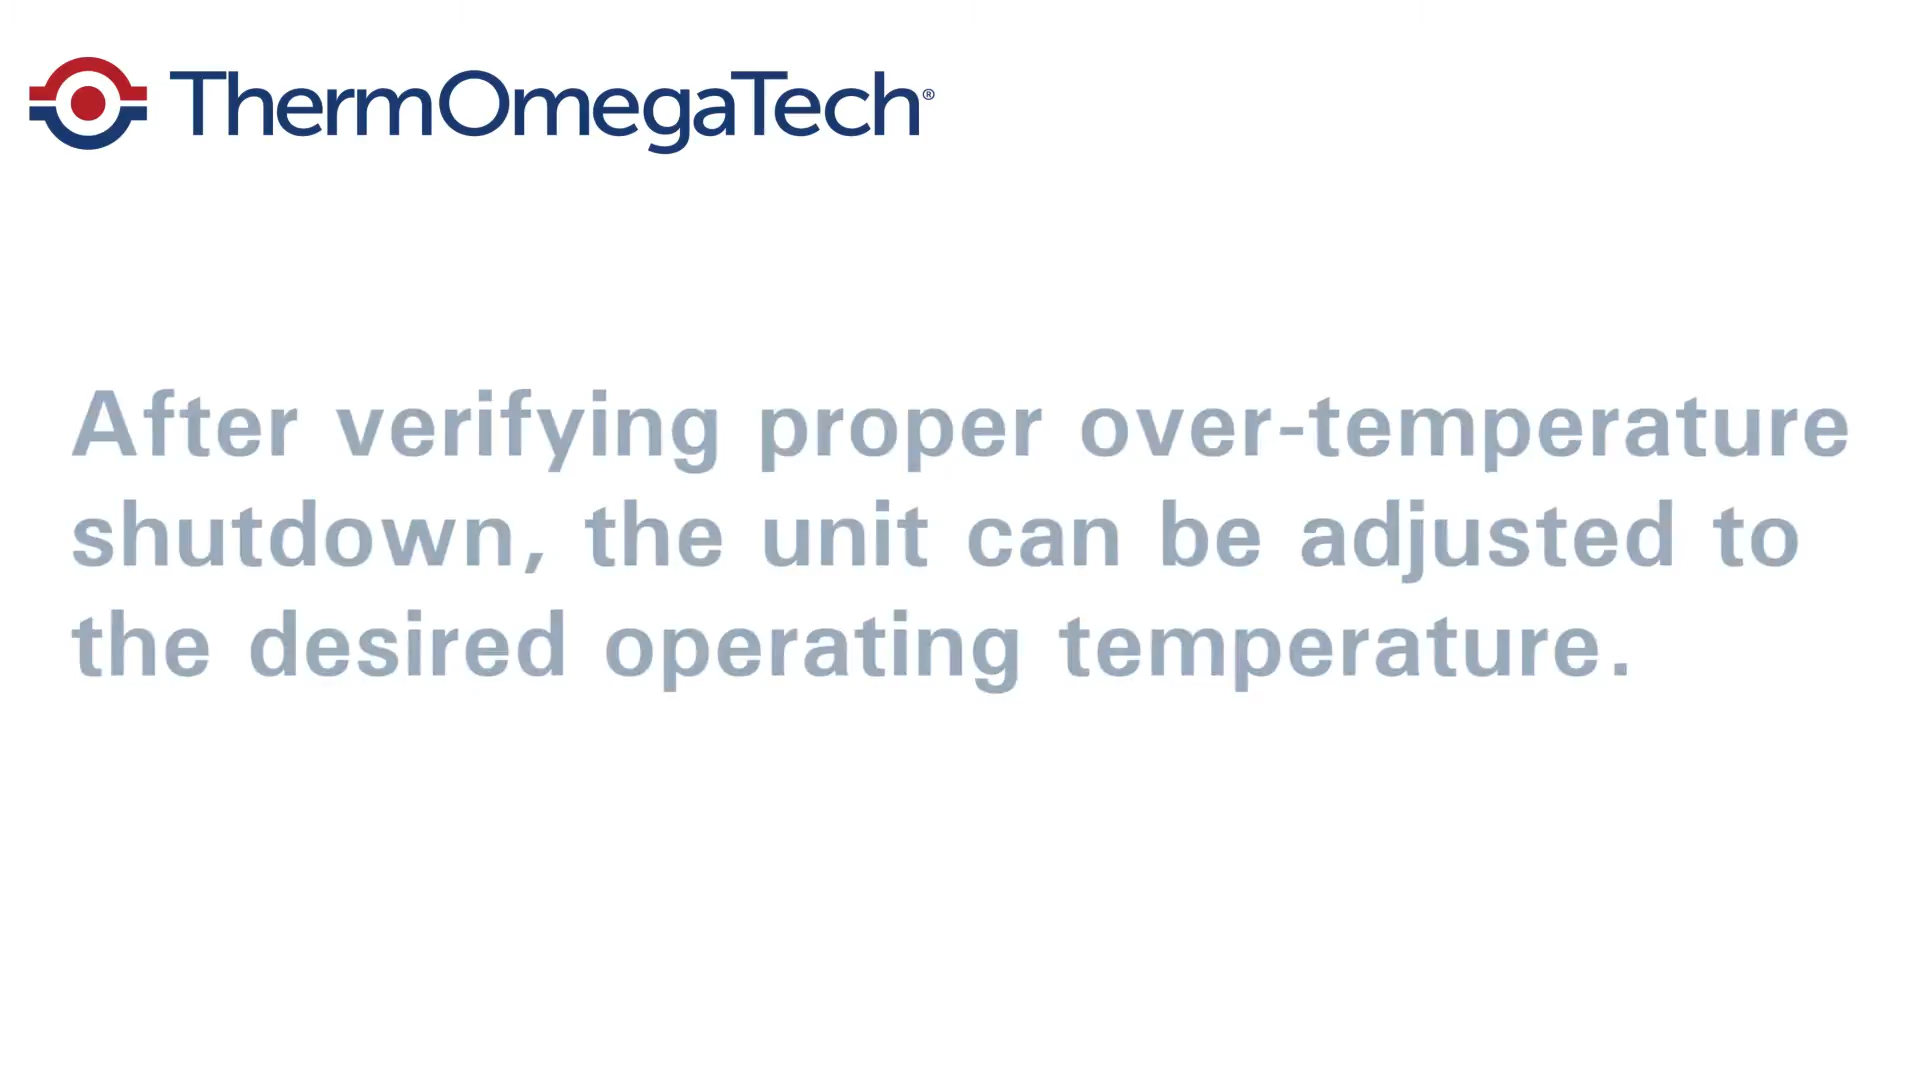 ThermOmegaTech®
After verifying proper over-temperature
shutdown, the unit can be adjusted to
the desired operating temperature.